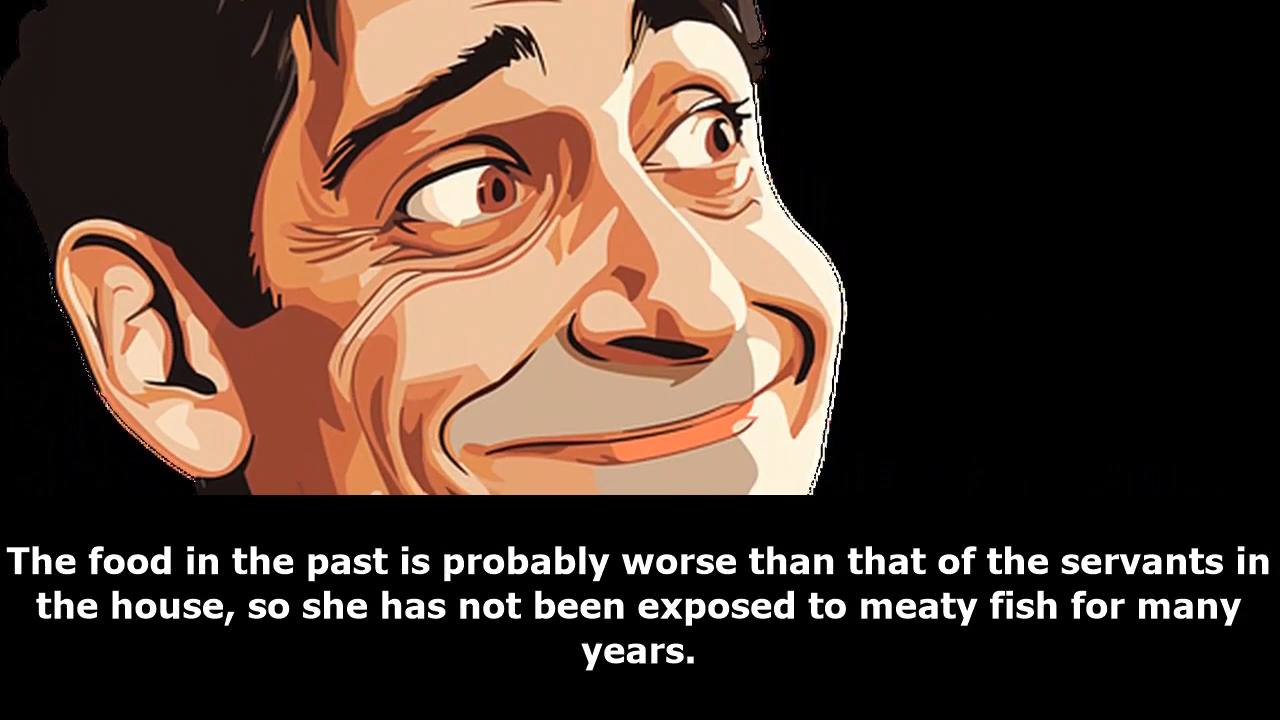 The food in the past is probably worse than that of the servants in
the house, so she has not been exposed to meaty fish for many
years.